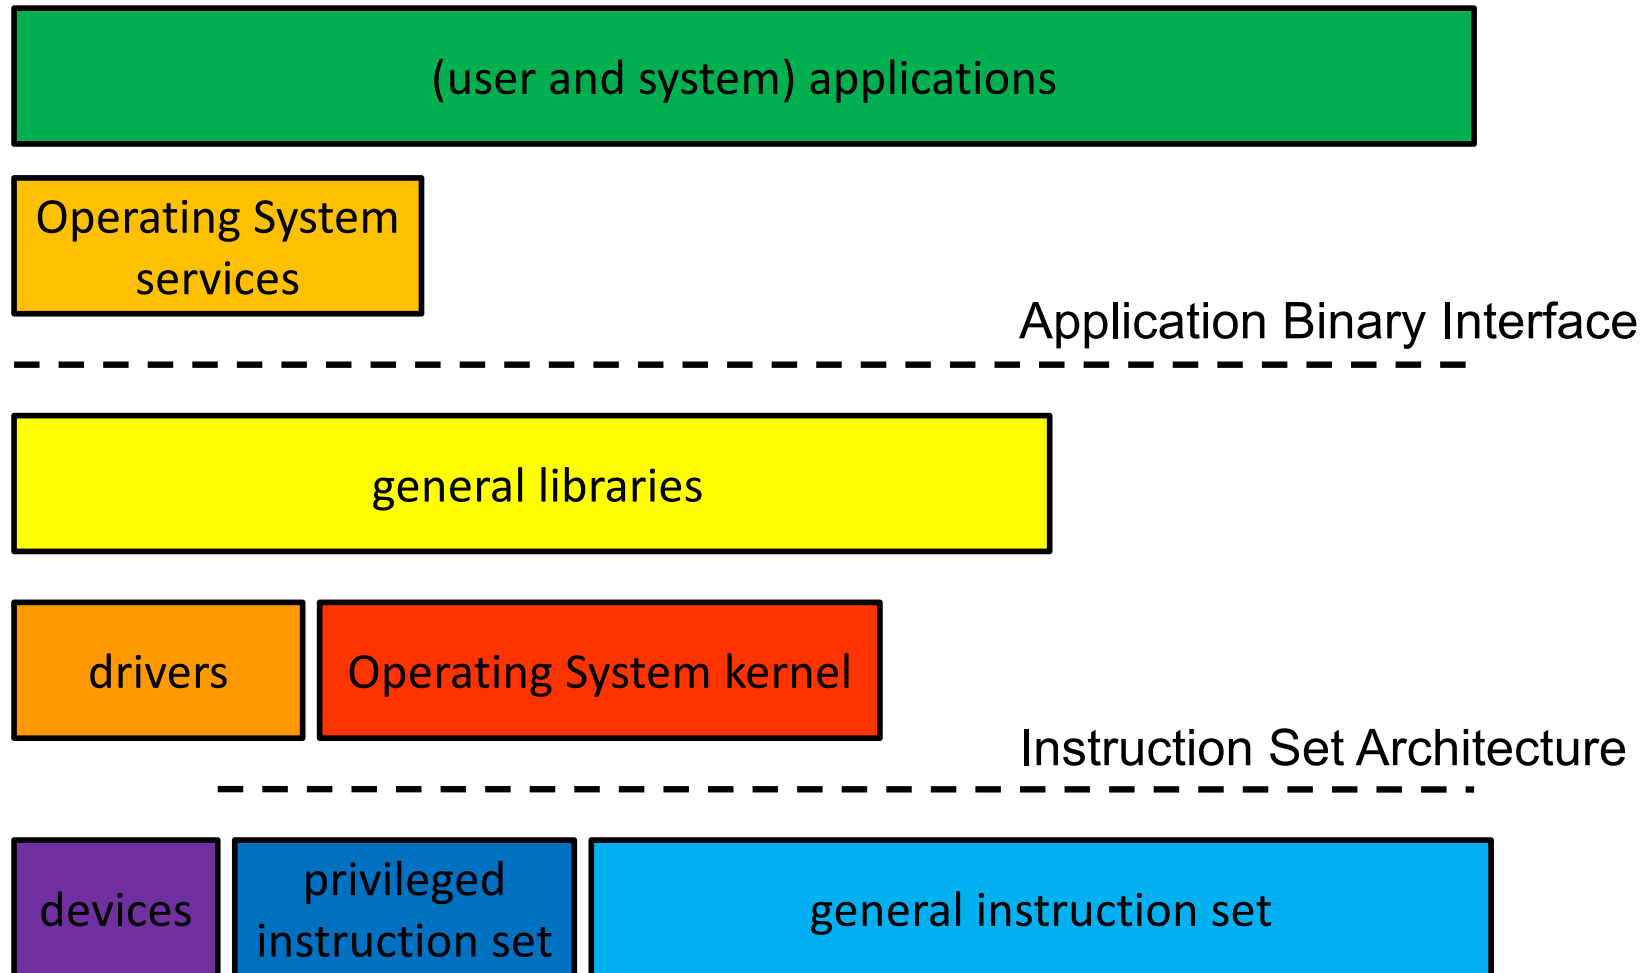 (user and system) applications
Operating System
services
Application Binary Interface
general libraries
drivers
Operating System kernel
Instruction Set Architecture
devices
privileged
instruction set
general instruction set